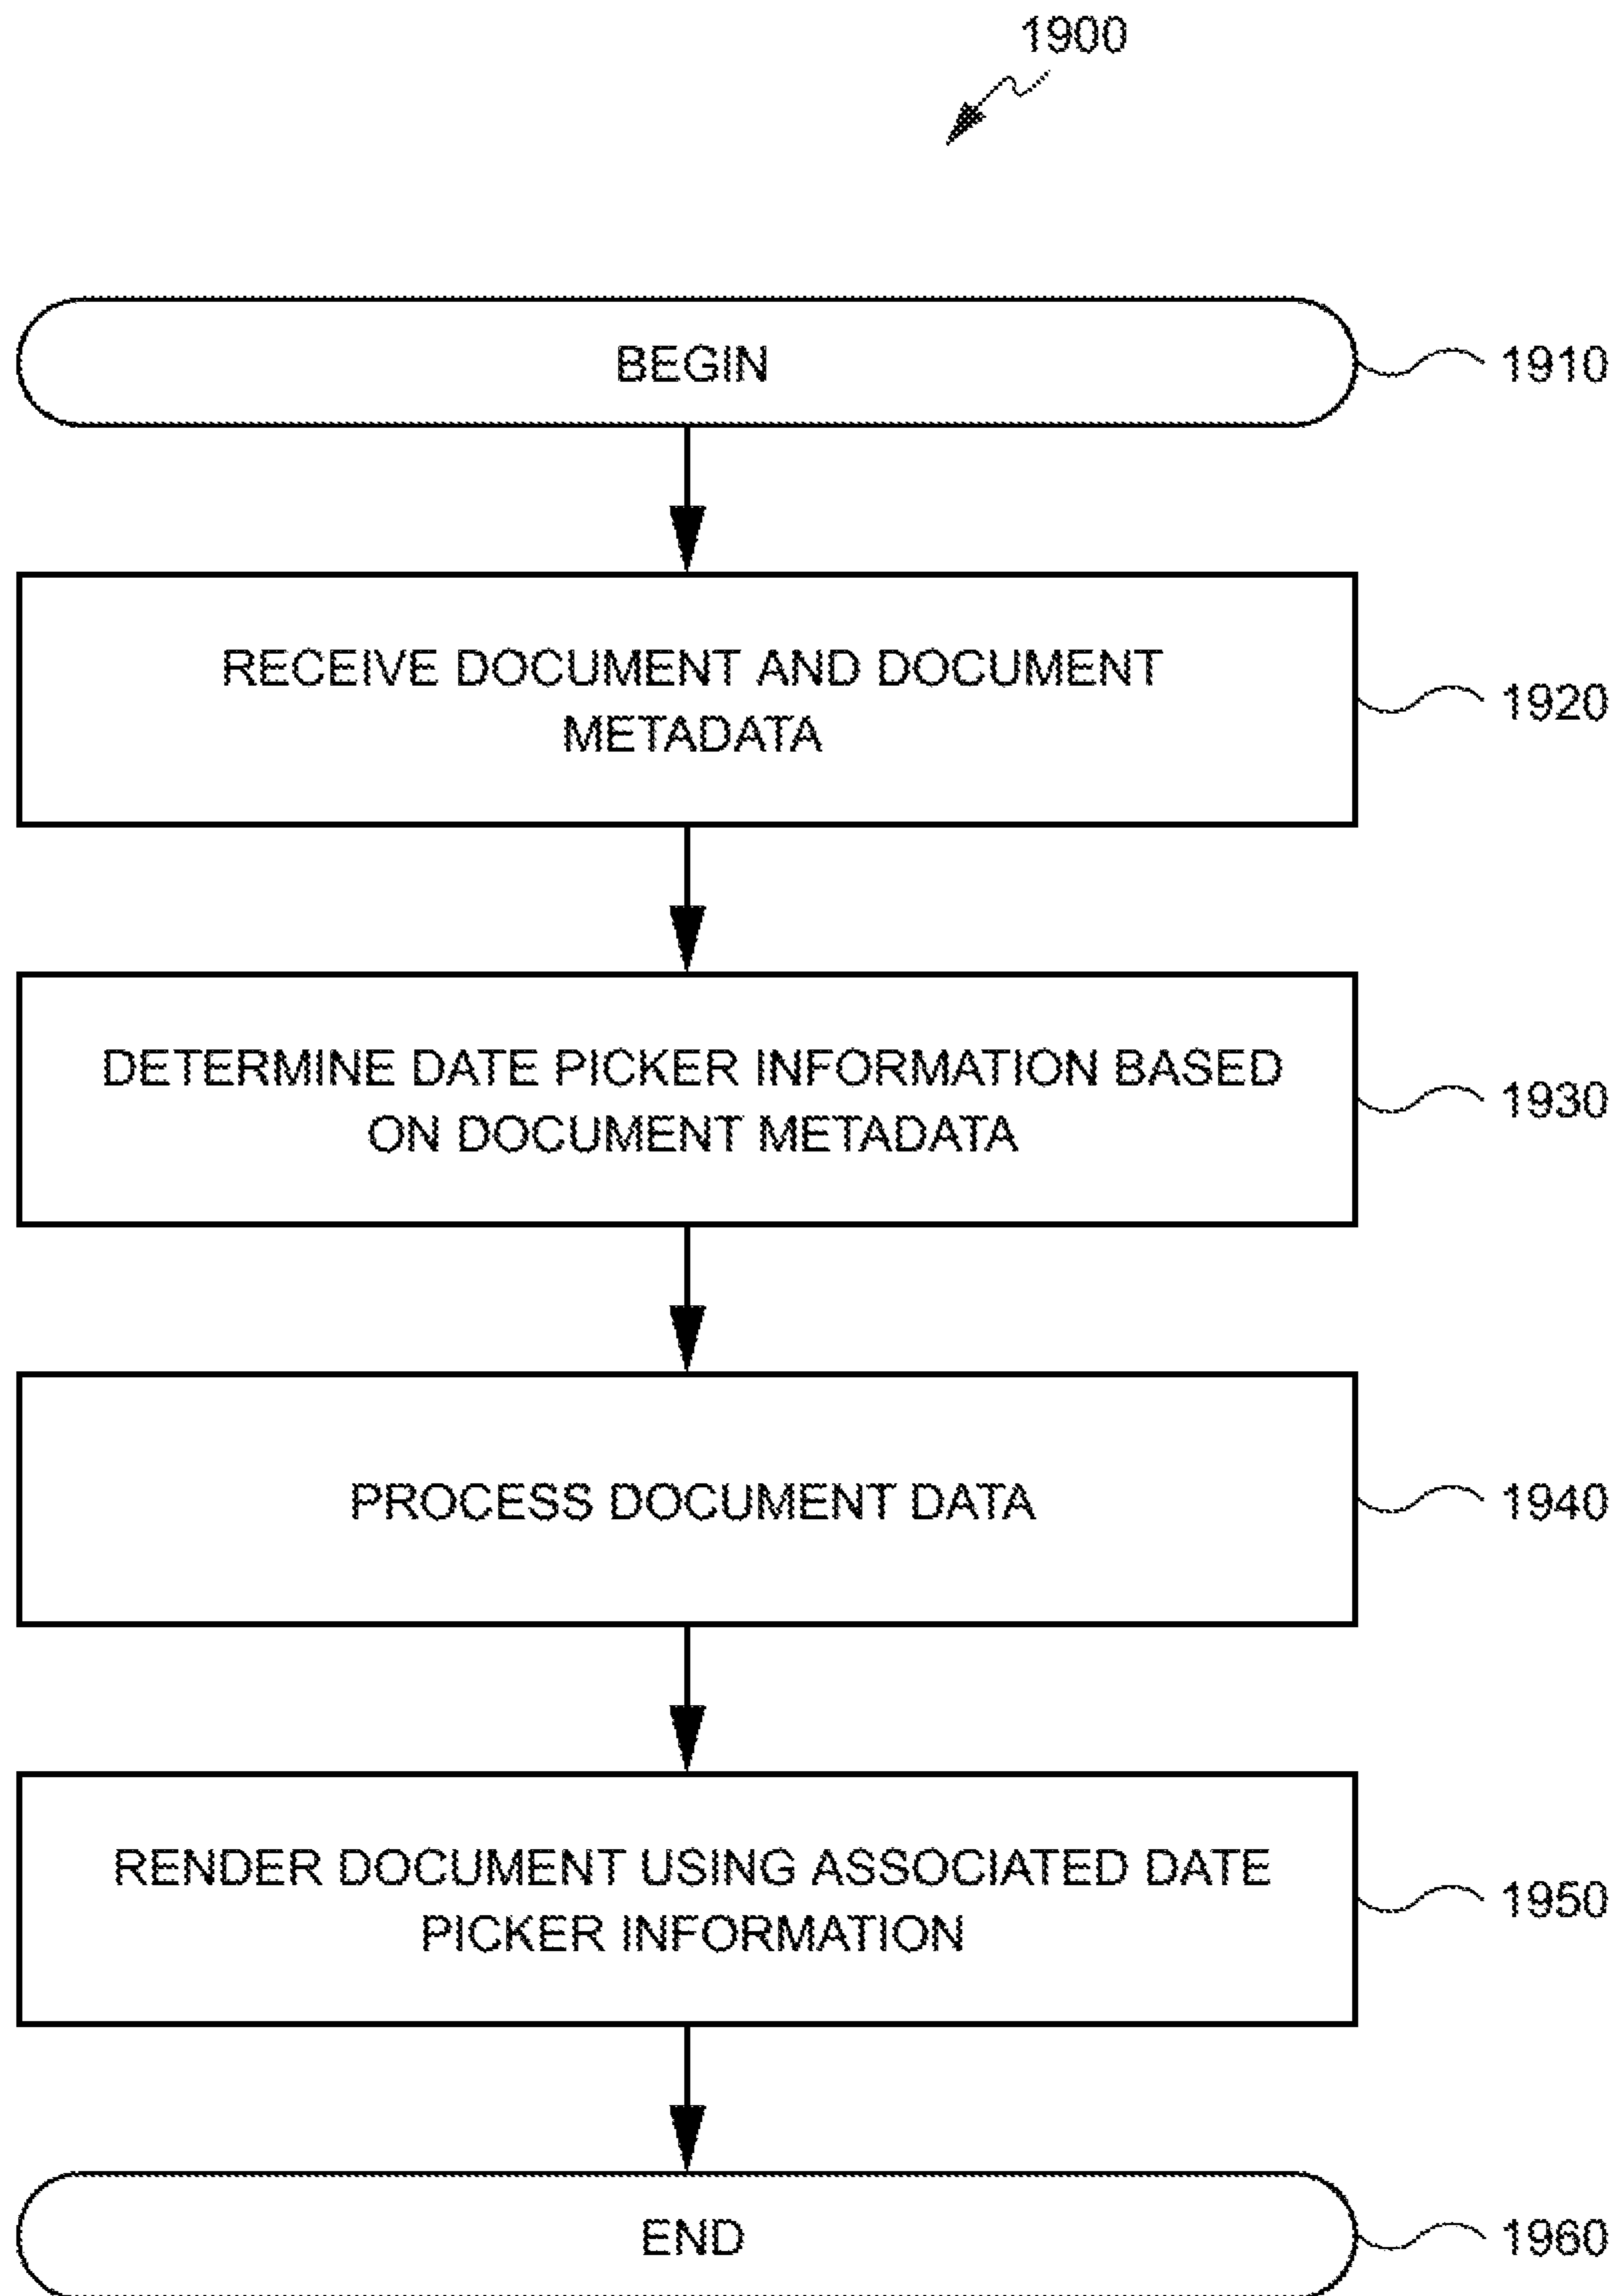 1900
BEGIN
1910
RECEIVE DOCUMENT AND DOCUMENT
METADATA
1920
DETERMINE DATE PICKER INFORMATION BASED
ON DOCUMENT METADATA
1930
PROCESS DOCUMENT DATA
1940
RENDER DOCUMENT USING ASSOCIATED DATE
PICKER INFORMATION
1950
END
1960